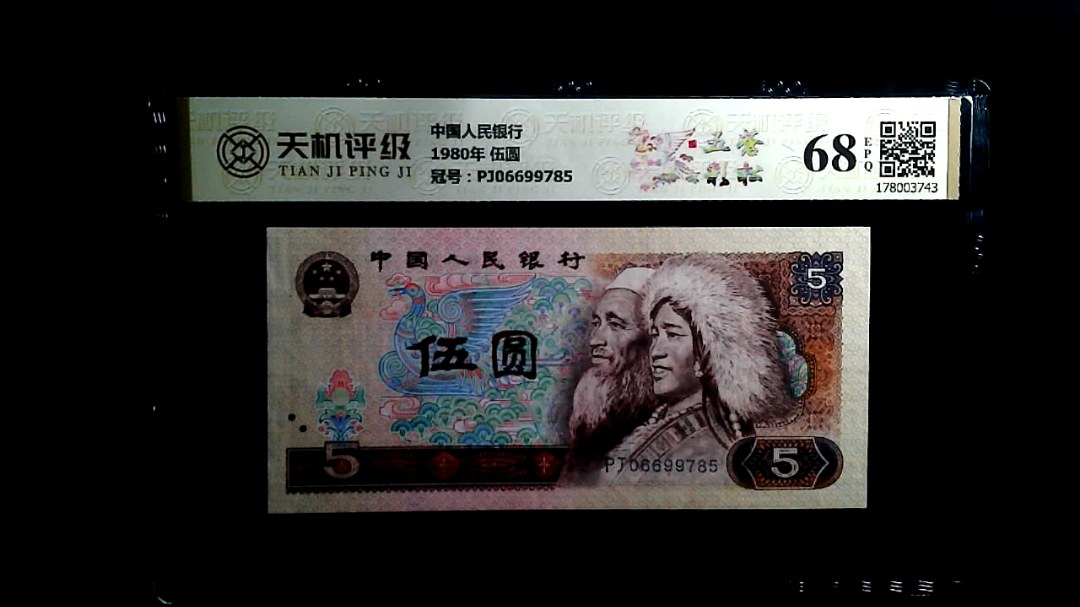 天机评级
TIAN JI PING JI
中国人民银行
1980年 伍圆
冠号：PJ06699785
68
EPQ
178003743
中国人民银行
5
伍圆
5
PJ06699785
5